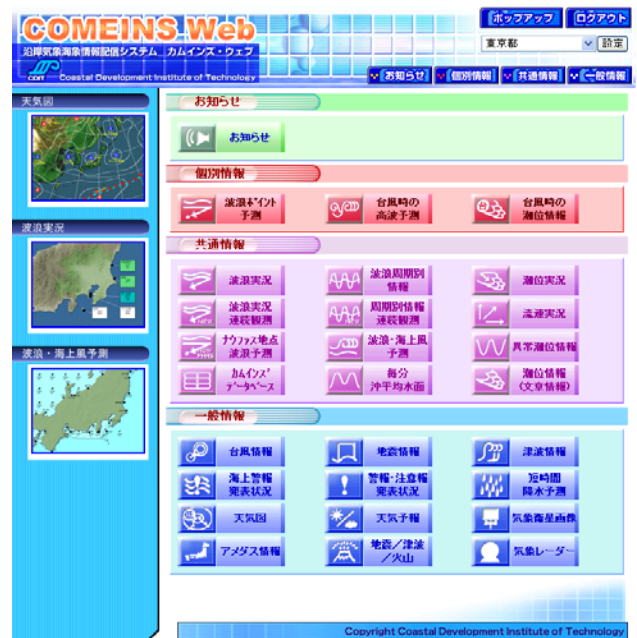 COMEINS Web
沿岸気象海象情報配信システム カムインズ・ウェブ
Coastal Development Institute of Technology
ポップアップ
ログアウト
東京都
設定
お知らせ
個別情報
共通情報
一般情報
天気図
波浪実況
波浪・海上風予測
お知らせ
お知らせ
個別情報
波浪ポイント
予測
台風時の
高波予測
台風時の
潮位情報
共通情報
波浪実況
波浪周期別
情報
潮位実況
波浪実況
連続観測
周期別情報
連続観測
流速実況
ナウファス地点
波浪予測
波浪・海上風
予測
異常潮位情報
カムインズ
データベース
毎分
沖平均水面
潮位情報
(文章情報)
一般情報
台風情報
地震情報
津波情報
海上警報
発表状況
警報・注意報
発表状況
短時間
降水予測
天気図
天気予報
気象衛星画像
アメダス情報
地震/津波
/火山
気象レーダー
Copyright Coastal Development Institute of Technology